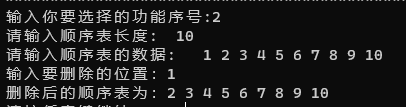 输入你要选择的功能序号:2
请输入顺序表长度: 10
请输入顺序表的数据: 1 2 3 4 5 6 7 8 9 10
输入要删除的位置: 1
删除后的顺序表为: 2 3 4 5 6 7 8 9 10